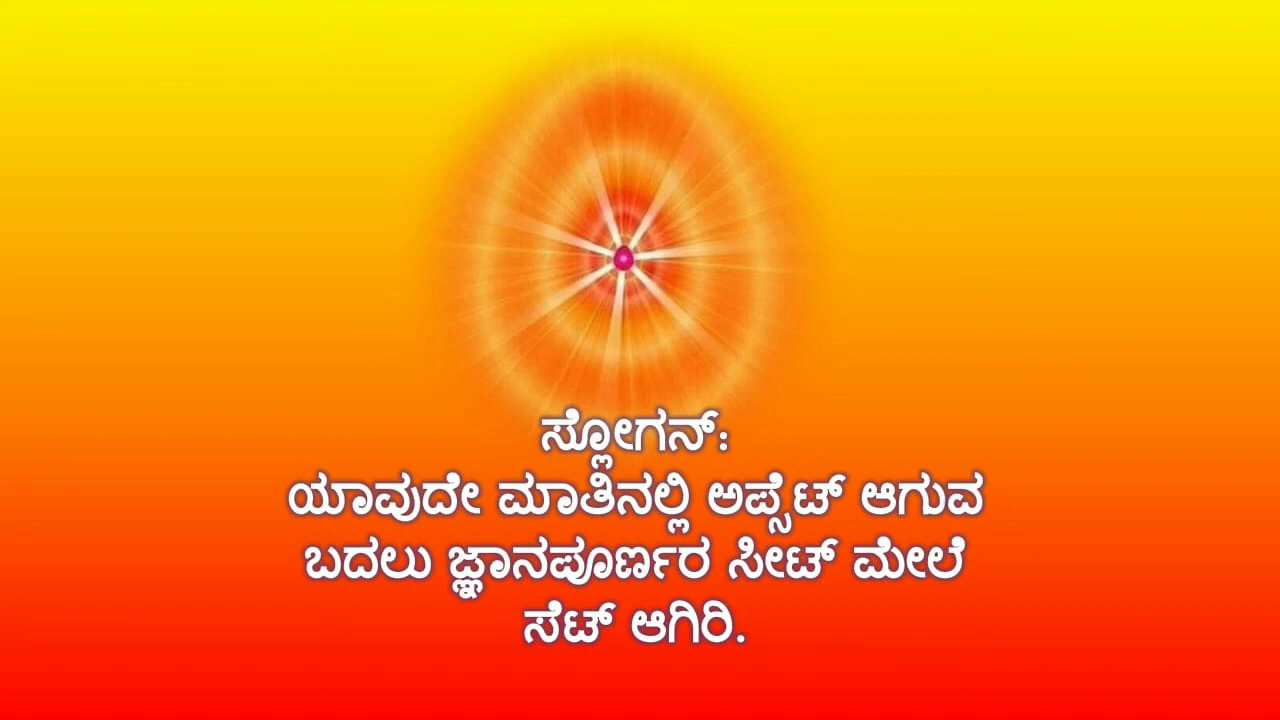 ಸ್ಲೋಗನ್:
ಯಾವುದೇ ಮಾತಿನಲ್ಲಿ ಅಪ್ಸೆಟ್ ಆಗುವ
ಬದಲು ಜ್ಞಾನಪೂರ್ಣರ ಸೀಟ್ ಮೇಲೆ
ಸೆಟ್ ಆಗಿರಿ.